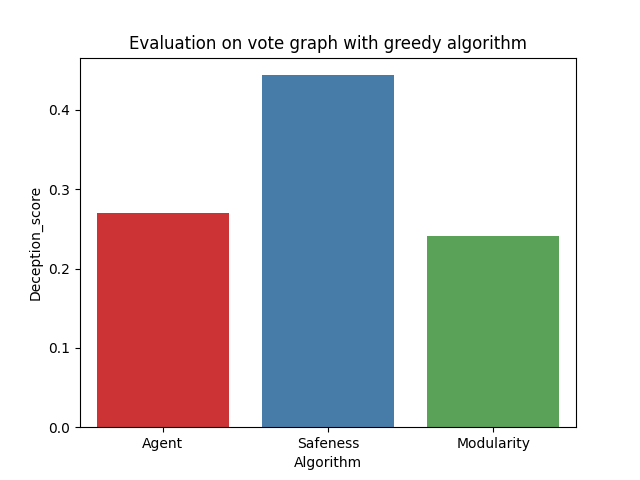 Evaluation on vote graph with greedy algorithm
Deception_score
0.4
0.3
0.2
0.1
0.0
Agent
Safeness
Modularity
Algorithm